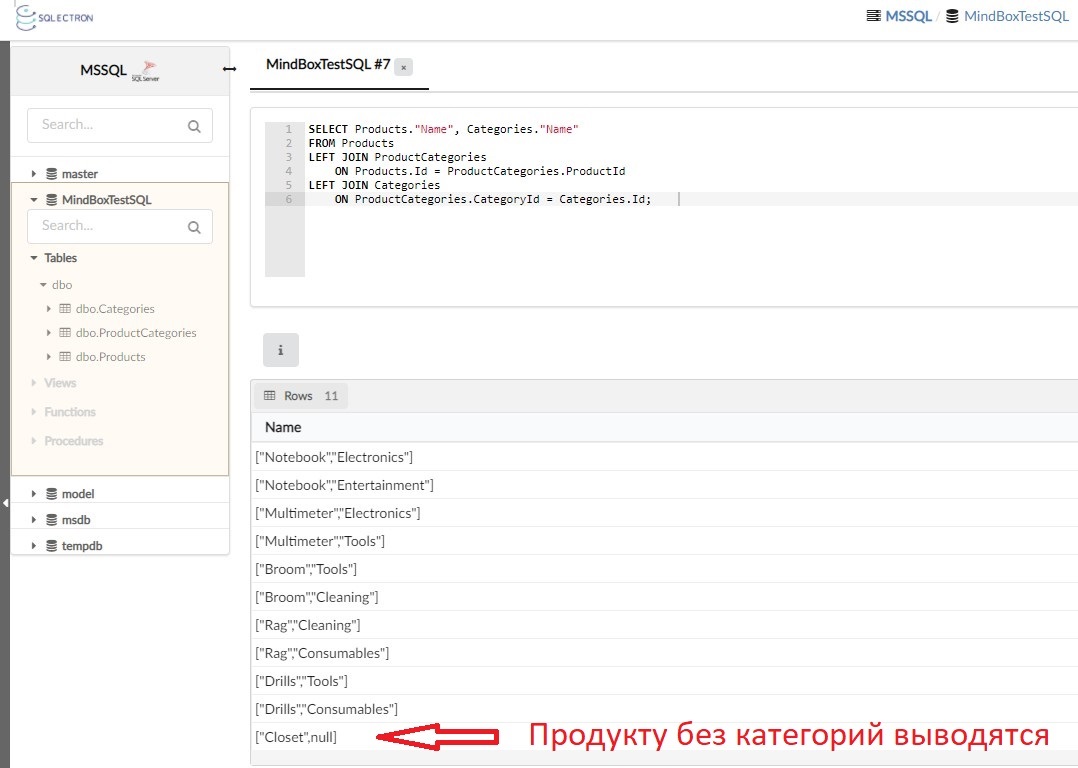 SQLECTRON
MSSQL / MindBoxTestSQL
MSSQL SQL Server
MindBoxTestSQL #7 ×
Search...
master
MindBoxTestSQL
Search...
Tables
dbo
dbo.Categories
dbo.ProductCategories
dbo.Products
Views
Functions
Procedures
model
msdb
tempdb
1 SELECT Products."Name", Categories."Name"
2 FROM Products
3 LEFT JOIN ProductCategories
4 ON Products.Id = ProductCategories.ProductId
5 LEFT JOIN Categories
6 ON ProductCategories.CategoryId = Categories.Id;
i
Rows 11
Name
["Notebook","Electronics"]
["Notebook","Entertainment"]
["Multimeter","Electronics"]
["Multimeter","Tools"]
["Broom","Tools"]
["Broom","Cleaning"]
["Rag","Cleaning"]
["Rag","Consumables"]
["Drills","Tools"]
["Drills","Consumables"]
["Closet",null] Продукту без категорий выводятся